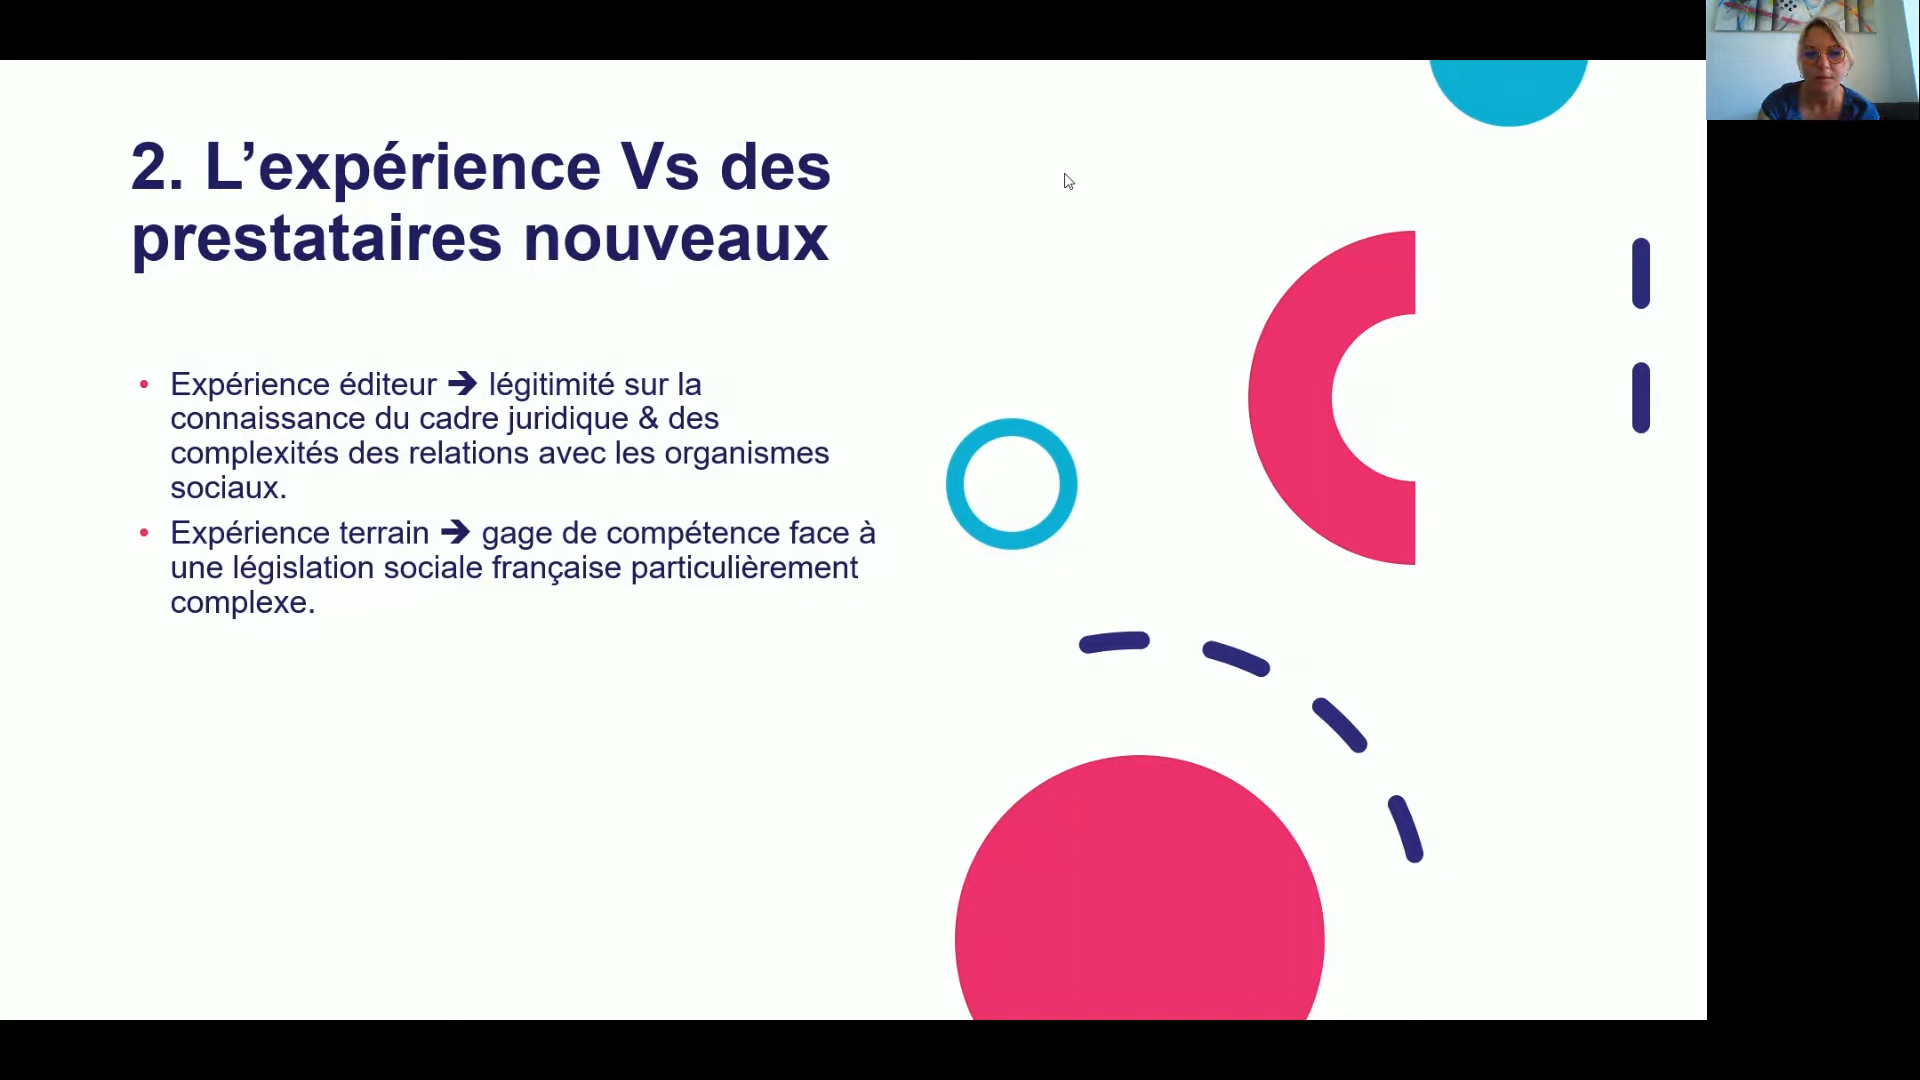 2. L’expérience Vs des
prestataires nouveaux
• Expérience éditeur ➔ légitimité sur la
connaissance du cadre juridique & des
complexités des relations avec les organismes
sociaux.
• Expérience terrain ➔ gage de compétence face à
une législation sociale française particulièrement
complexe.